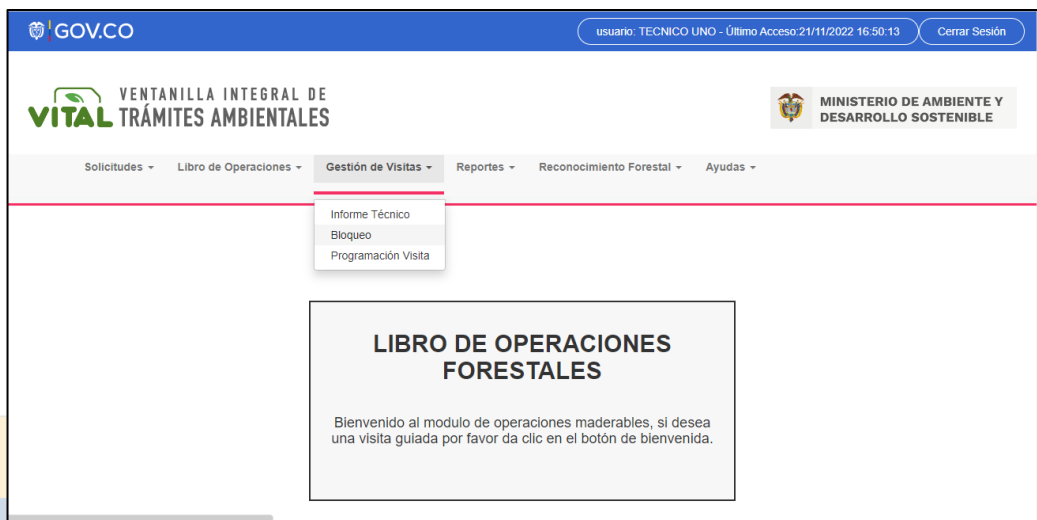 GOV.CO
usuario: TECNICO UNO - Último Acceso:21/11/2022 16:50:13
Cerrar Sesión
VITAL
VENTANILLA INTEGRAL DE
TRÁMITES AMBIENTALES
MINISTERIO DE AMBIENTE Y
DESARROLLO SOSTENIBLE
Solicitudes
Libro de Operaciones
Gestión de Visitas
Reportes
Reconocimiento Forestal
Ayudas
Informe Técnico
Bloqueo
Programación Visita
LIBRO DE OPERACIONES
FORESTALES
Bienvenido al modulo de operaciones maderables, si desea
una visita guiada por favor da clic en el botón de bienvenida.